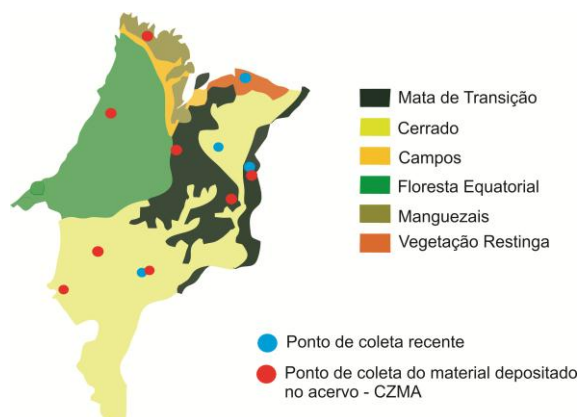 Mata de Transição
Cerrado
Campos
Floresta Equatorial
Manguezais
Vegetação Restinga
Ponto de coleta recente
Ponto de coleta do material depositado
no acervo - CZMA